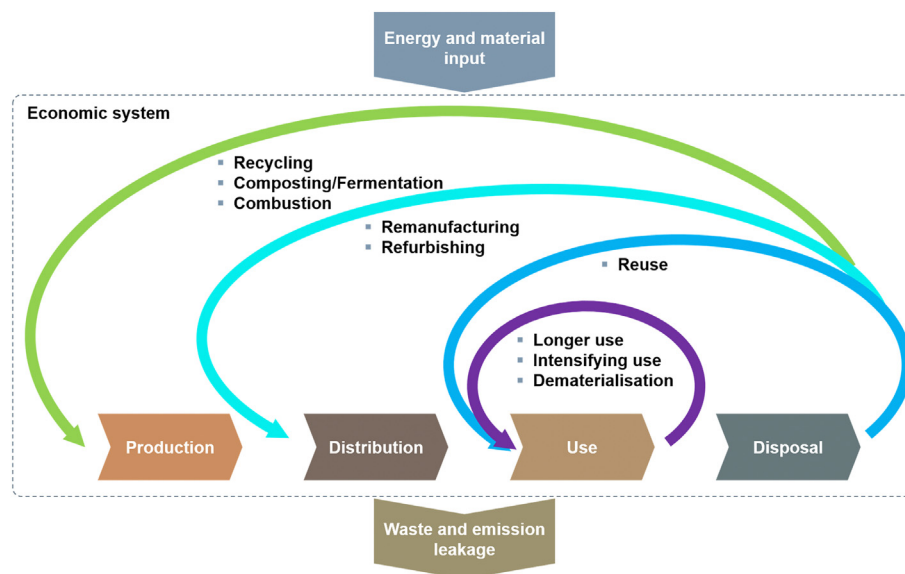 Energy and material
input
Economic system
Recycling
Composting/Fermentation
Combustion
Remanufacturing
Refurbishing
Reuse
Longer use
Intensifying use
Dematerialisation
Production
Distribution
Use
Disposal
Waste and emission
leakage